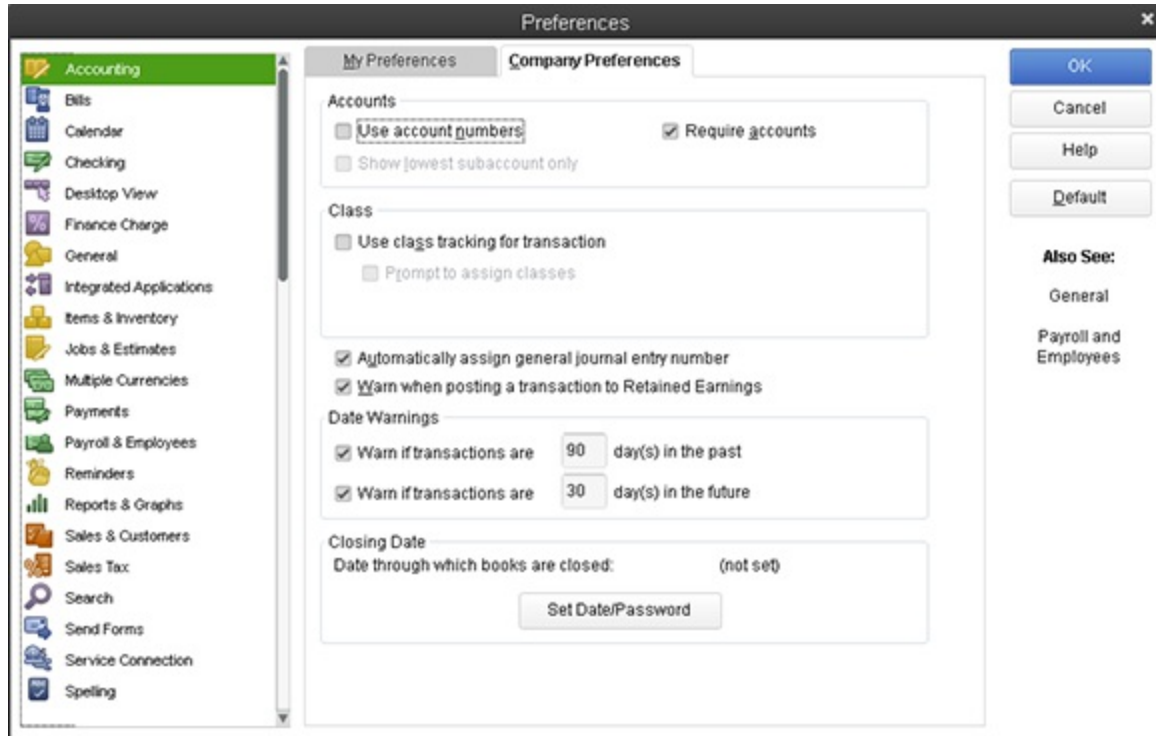 Preferences
Accounting
Bills
Calendar
Checking
Desktop View
Finance Charge
General
Integrated Applications
Items & Inventory
Jobs & Estimates
Multiple Currencies
Payments
Payroll & Employees
Reminders
Reports & Graphs
Sales & Customers
Sales Tax
Search
Send Forms
Service Connection
Spelling
My Preferences
Company Preferences
Accounts
Use account numbers
Require accounts
Show lowest subaccount only
Class
Use class tracking for transaction
Prompt to assign classes
Automatically assign general journal entry number
Warn when posting a transaction to Retained Earnings
Date Warnings
Warn if transactions are 90 day(s) in the past
Warn if transactions are 30 day(s) in the future
Closing Date
Date through which books are closed: (not set)
Set Date/Password
OK
Cancel
Help
Default
Also See:
General
Payroll and
Employees